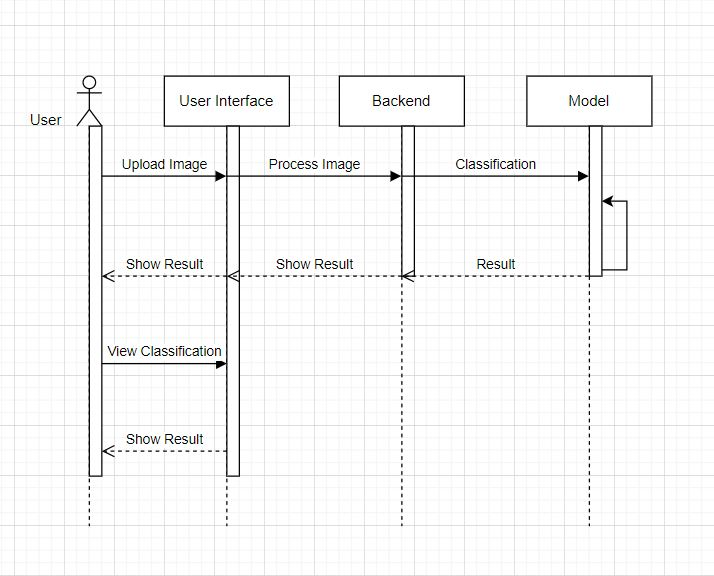 User
User Interface
Backend
Model
Upload Image
Process Image
Classification
Show Result
Show Result
Result
View Classification
Show Result